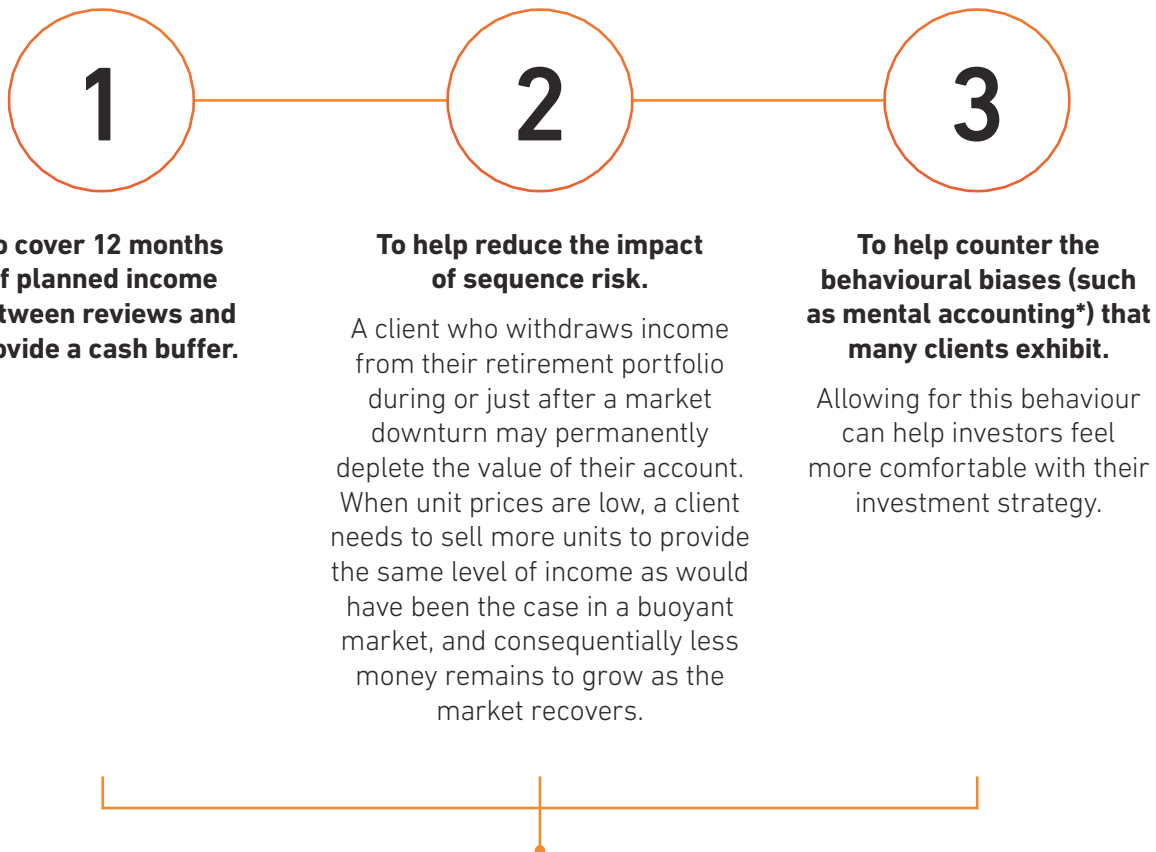 1
2
3
cover 12 months
planned income
between reviews and
provide a cash buffer.
To help reduce the impact
of sequence risk.
A client who withdraws income
from their retirement portfolio
during or just after a market
downturn may permanently
deplete the value of their account.
When unit prices are low, a client
needs to sell more units to provide
the same level of income as would
have been the case in a buoyant
market, and consequentially less
money remains to grow as the
market recovers.
To help counter the
behavioural biases (such
as mental accounting*) that
many clients exhibit.
Allowing for this behaviour
can help investors feel
more comfortable with their
investment strategy.